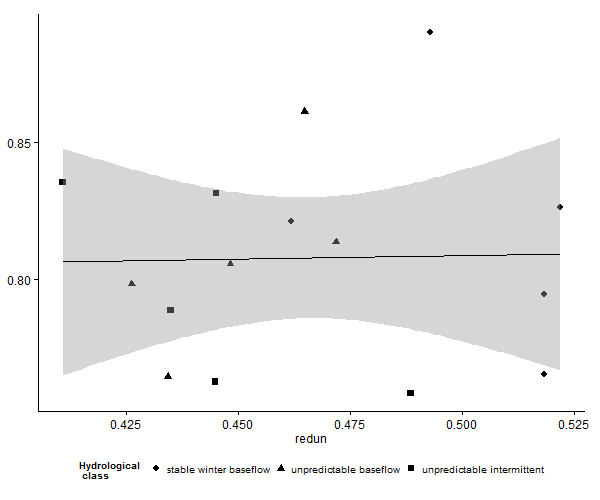 0.85
0.80
0.425 0.450 0.475 0.500 0.525
redun
Hydrological
class
stable winter baseflow unpredictable baseflow unpredictable intermittent